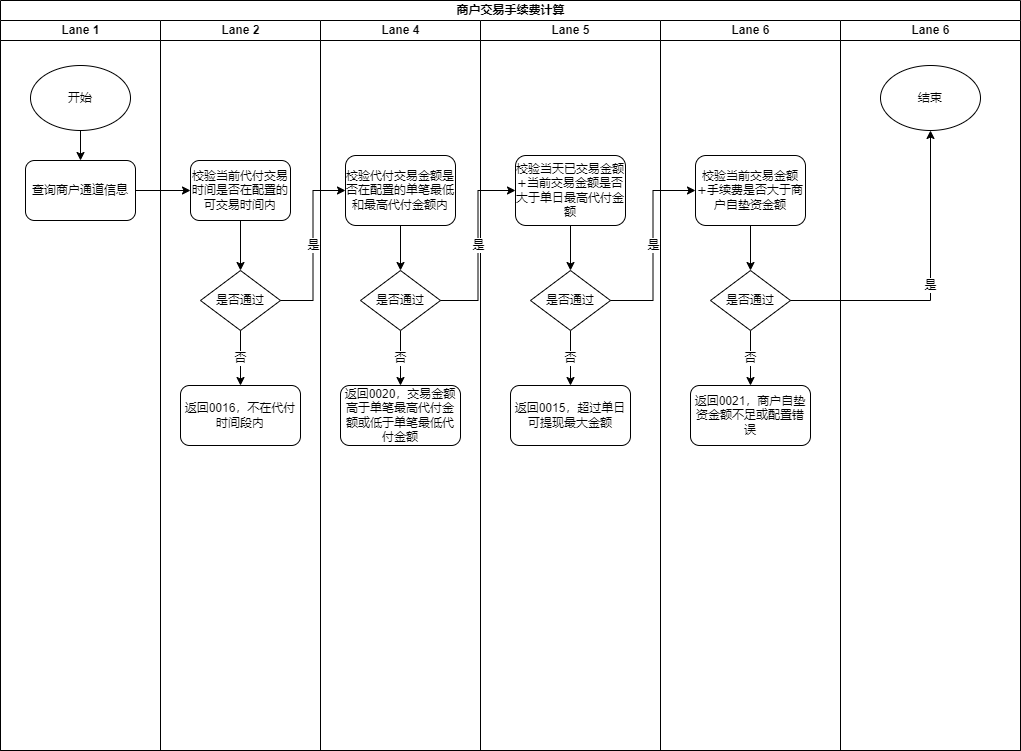 商户交易手续费计算
Lane 1
Lane 2
Lane 4
Lane 5
Lane 6
Lane 6
开始
结束
查询商户通道信息
校验当前代付交易
时间是否在配置的
可交易时间内
校验代付交易金额是
否在配置的单笔最低
和最高代付金额内
校验当天已交易金额
+当前交易金额是否
大于单日最高代付金
额
校验当前交易金额
+手续费是否大于商
户自垫资金额
是
是
是
是
是否通过
是否通过
是否通过
是否通过
否
否
否
否
返回0016，不在代付
时间段内
返回0020，交易金额
高于单笔最高代付金
额或低于单笔最低代
付金额
返回0015，超过单日
可提现最大金额
返回0021，商户自垫
资金额不足或配置错
误